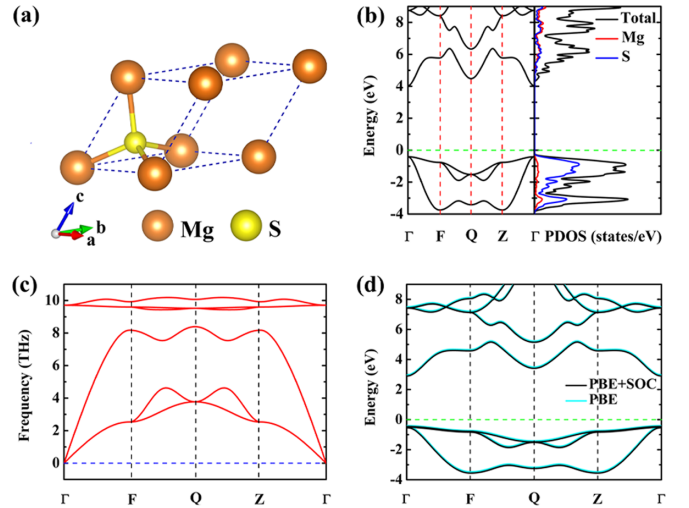 (a)
c
b
a
Mg
S
(b)
Energy (eV)
8
6
4
2
0
-2
-4
Γ F Q Z Γ PDOS (states/eV)
Total
Mg
S
(c)
Frequency (THz)
10
8
6
4
2
0
Γ F Q Z Γ
(d)
Energy (eV)
8
6
4
2
0
-2
-4
PBE+SOC
PBE
Γ F Q Z Γ